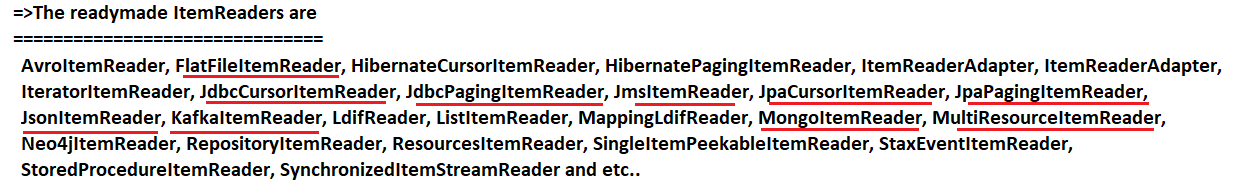 =>The readymade ItemReaders are
===============================
AvroItemReader, FlatFileItemReader, HibernateCursorItemReader, HibernatePagingItemReader, ItemReaderAdapter, ItemReaderAdapter,
IteratorItemReader, JdbcCursorItemReader, JdbcPagingItemReader, JmsItemReader, JpaCursorItemReader, JpaPagingItemReader,
JsonItemReader, KafkaItemReader, LdifReader, ListItemReader, MappingLdifReader, MongoItemReader, MultiResourceItemReader,
Neo4jItemReader, RepositoryItemReader, ResourcesItemReader, SingleItemPeekableItemReader, StaxEventItemReader,
StoredProcedureItemReader, SynchronizedItemStreamReader and etc..